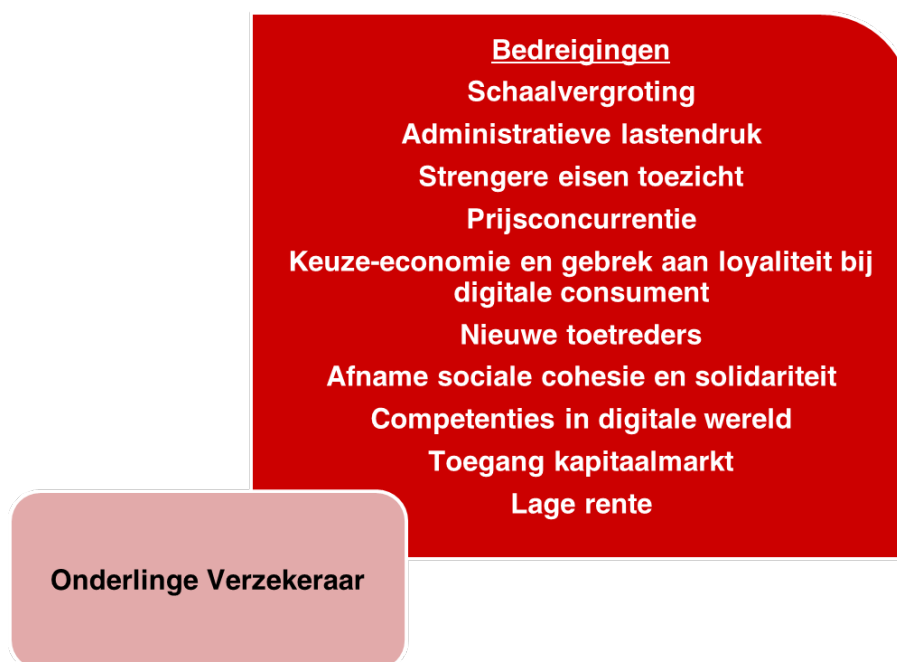 Bedreigingen
Schaalvergroting
Administratieve lastendruk
Strengere eisen toezicht
Prijsconcurrentie
Keuze-economie en gebrek aan loyaliteit bij
digitale consument
Nieuwe toetreders
Afname sociale cohesie en solidariteit
Competenties in digitale wereld
Toegang kapitaalmarkt
Lage rente
Onderlinge Verzekeraar